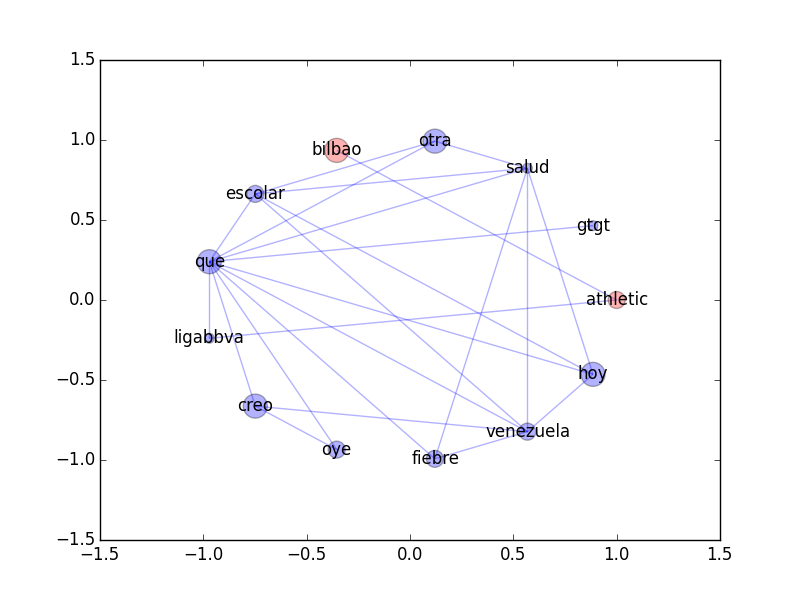 1.5
1.0
0.5
0.0
−0.5
−1.0
−1.5
otra
bilbao
salud
escolar
gtgt
que
athletic
ligabbva
hoy
creo
venezuela
oye
fiebre
−1.5
−1.0
−0.5
0.0
0.5
1.0
1.5